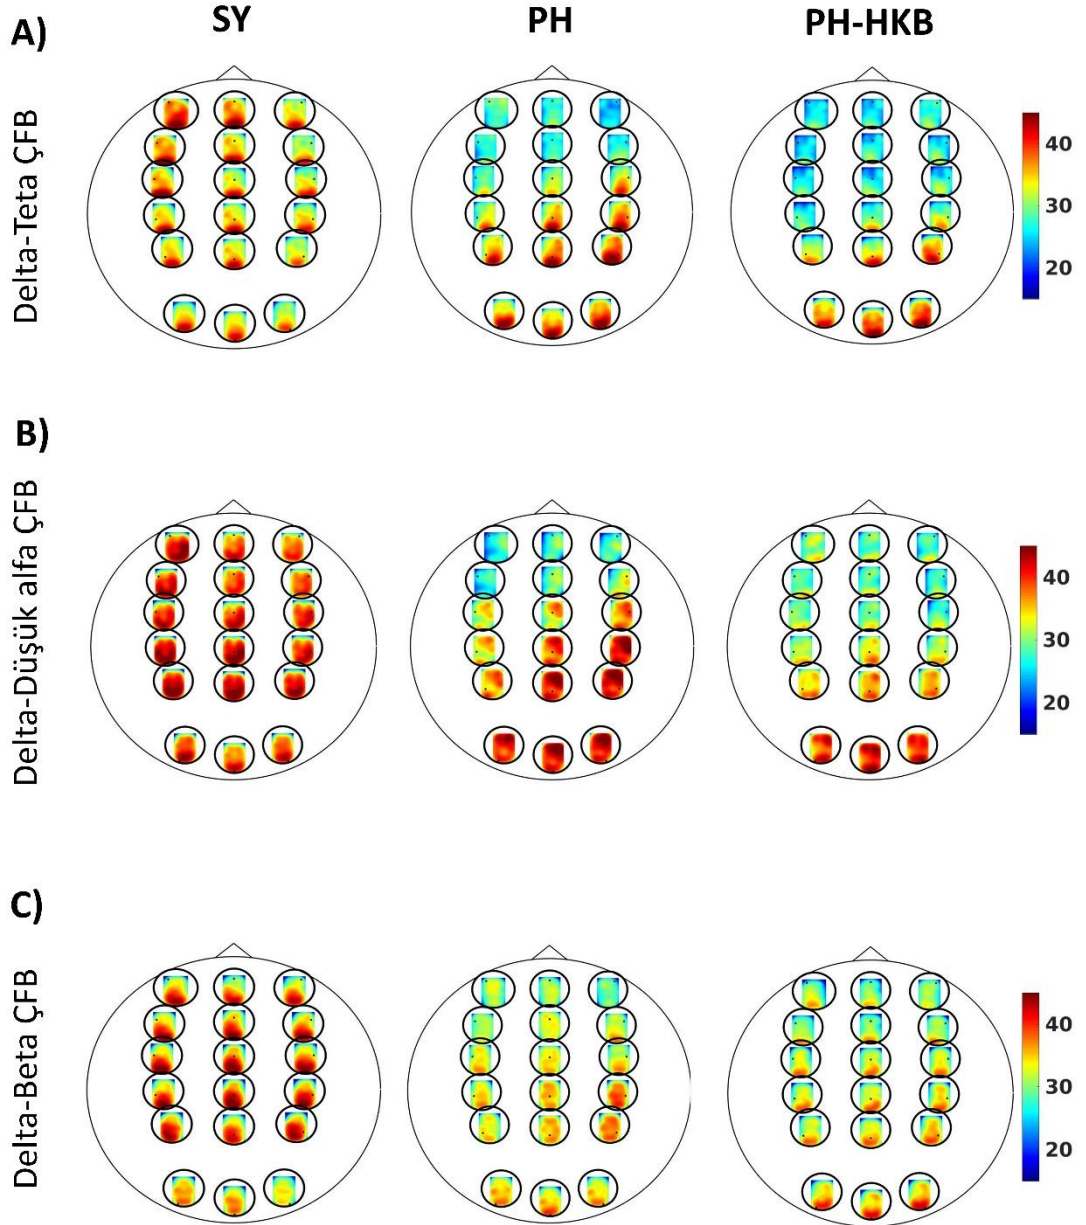 SY PH PH-HKB
A)
Delta-Teta ÇFB
40
30
20
B)
Delta-Düşük alfa ÇFB
40
30
20
C)
Delta-Beta ÇFB
40
30
20